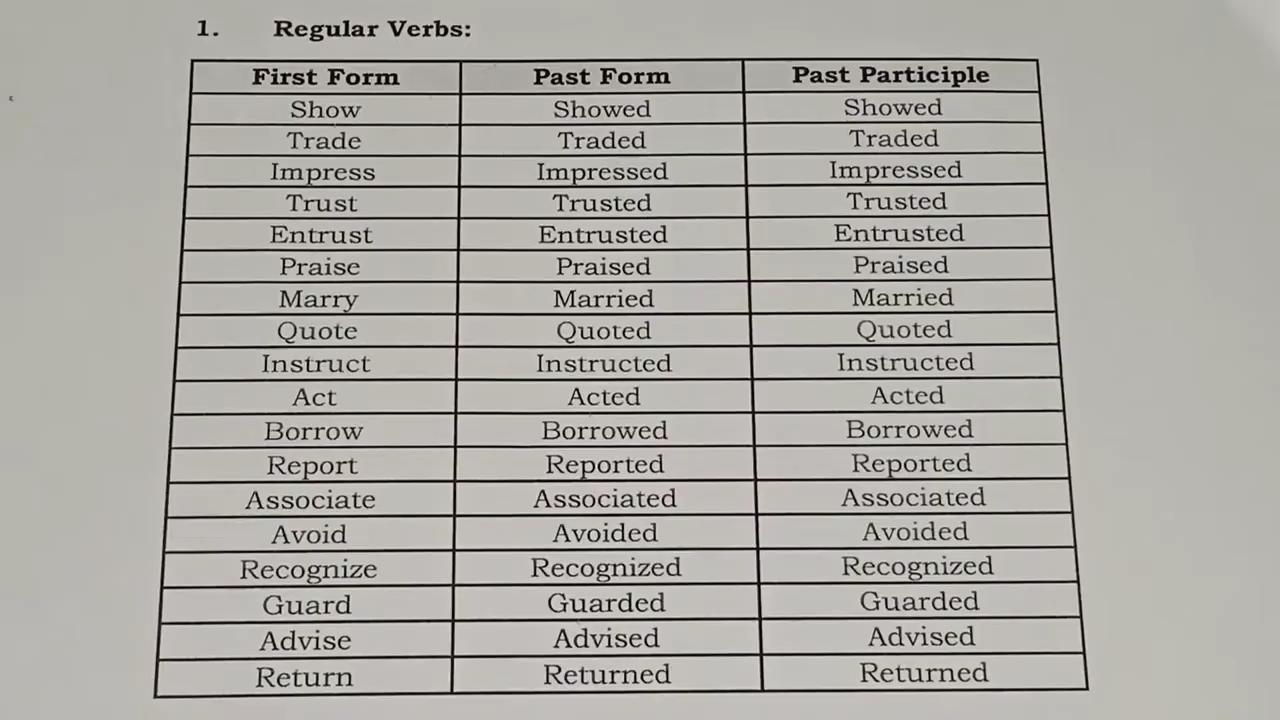 1. Regular Verbs:
First Form Past Form Past Participle
Show Showed Showed
Trade Traded Traded
Impress Impressed Impressed
Trust Trusted Trusted
Entrust Entrusted Entrusted
Praise Praised Praised
Marry Married Married
Quote Quoted Quoted
Instruct Instructed Instructed
Act Acted Acted
Borrow Borrowed Borrowed
Report Reported Reported
Associate Associated Associated
Avoid Avoided Avoided
Recognize Recognized Recognized
Guard Guarded Guarded
Advise Advised Advised
Return Returned Returned